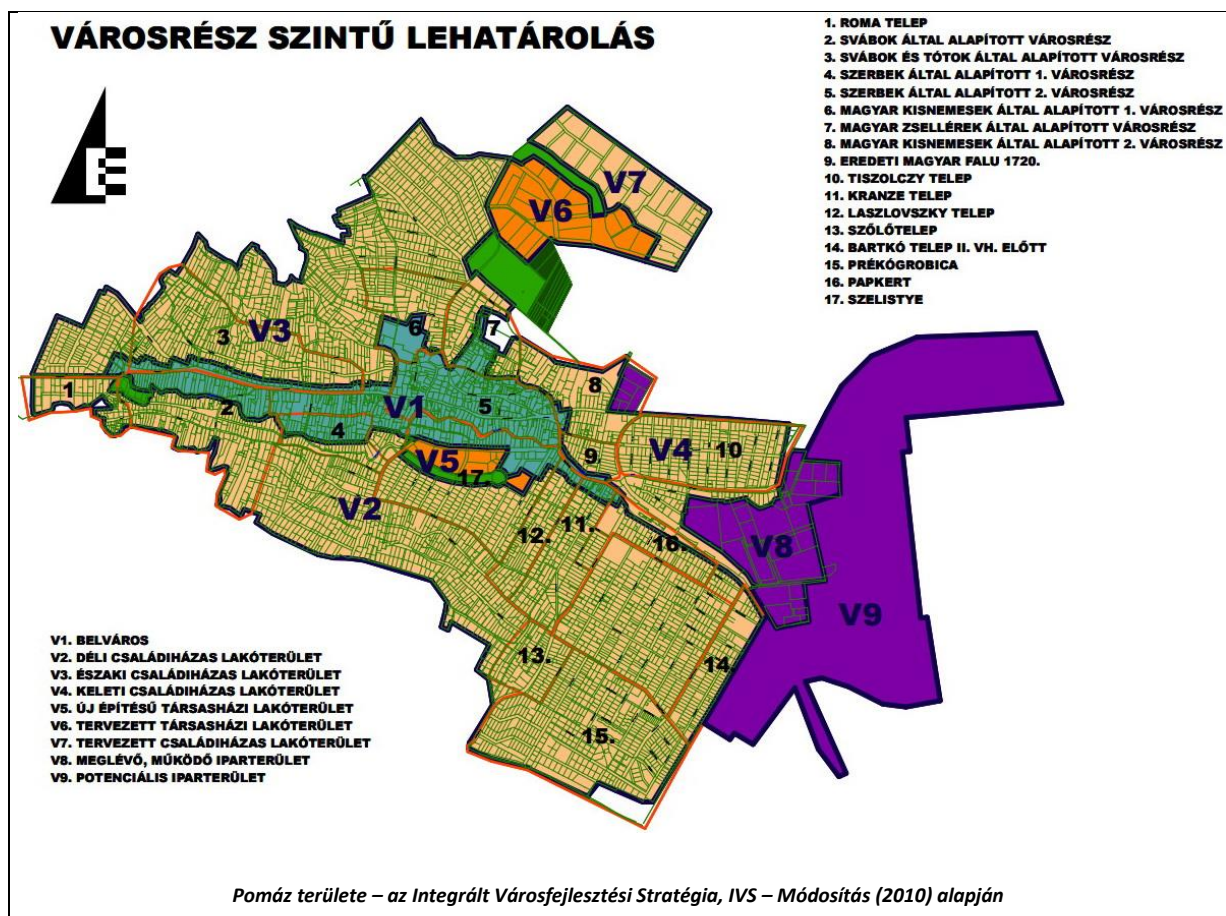 VÁROSRÉSZ SZINTŰ LEHATÁROLÁS
1. ROMA TELEP
2. SVÁBOK ÁLTAL ALAPÍTOTT VÁROSRÉSZ
3. SVÁBOK ÉS TÓTOK ÁLTAL ALAPÍTOTT VÁROSRÉSZ
4. SZERBEK ÁLTAL ALAPÍTOTT 1. VÁROSRÉSZ
5. SZERBEK ÁLTAL ALAPÍTOTT 2. VÁROSRÉSZ
6. MAGYAR KISNEMESEK ÁLTAL ALAPÍTOTT 1. VÁROSRÉSZ
7. MAGYAR ZSELLÉREK ÁLTAL ALAPÍTOTT VÁROSRÉSZ
8. MAGYAR KISNEMESEK ÁLTAL ALAPÍTOTT 2. VÁROSRÉSZ
9. EREDETI MAGYAR FALU 1720.
10. TISZOLCZY TELEP
11. KRANZE TELEP
12. LASZLOVSZKY TELEP
13. SZŐLŐTELEP
14. BARTKÓ TELEP II. VH. ELŐTT
15. PRÉKÓGROBICA
16. PAPKERT
17. SZELISTYE
É
V7
V6
6
7
V3
3
1
8
2
V1
5
4
V4
10
9
V5
17.
V2
12.
11.
16.
V8
V9
13.
14.
15.
V1. BELVÁROS
V2. DÉLI CSALÁDIHÁZAS LAKÓTERÜLET
V3. ÉSZAKI CSALÁDIHÁZAS LAKÓTERÜLET
V4. KELETI CSALÁDIHÁZAS LAKÓTERÜLET
V5. ÚJ ÉPÍTÉSŰ TÁRSASHÁZI LAKÓTERÜLET
V6. TERVEZETT TÁRSASHÁZI LAKÓTERÜLET
V7. TERVEZETT CSALÁDIHÁZAS LAKÓTERÜLET
V8. MEGLÉVŐ, MŰKÖDŐ IPARTERÜLET
V9. POTENCIÁLIS IPARTERÜLET
Pomáz területe – az Integrált Városfejlesztési Stratégia, IVS – Módosítás (2010) alapján